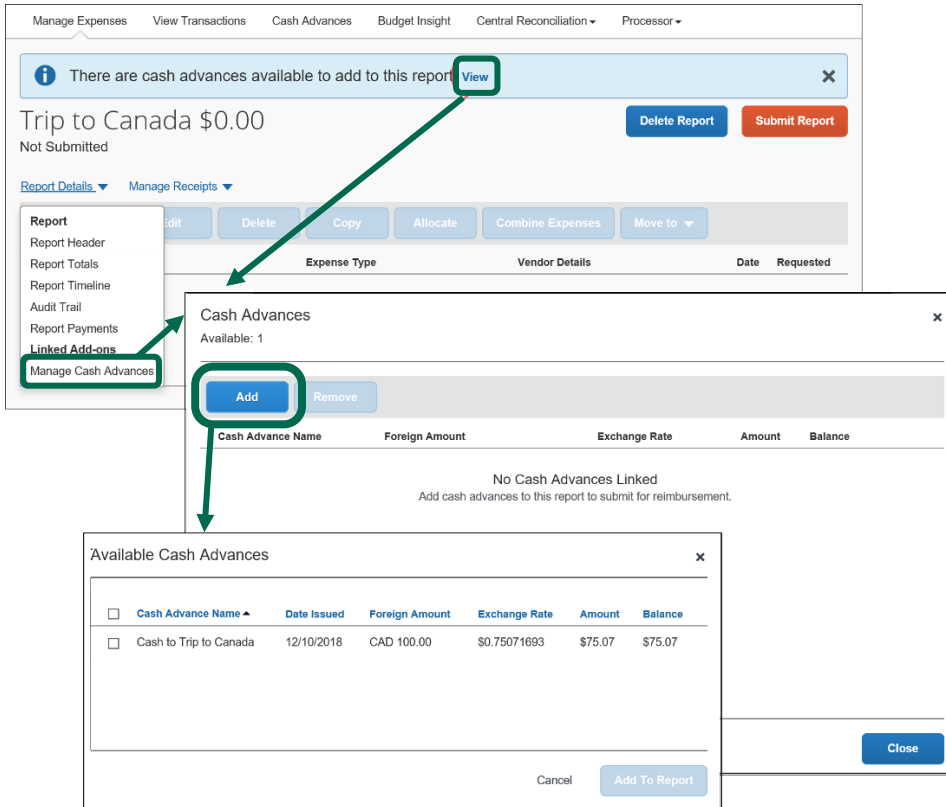 Manage Expenses View Transactions Cash Advances Budget Insight Central Reconciliation Processor
There are cash advances available to add to this report View
Trip to Canada $0.00
Delete Report Submit Report
Not Submitted
Report Details Manage Receipts
Report
Delete Copy Allocate Combine Expenses Move to
Report Header
Report Totals
Expense Type Vendor Details Date Requested
Report Timeline
Audit Trail
Report Payments
Linked Add-ons
Manage Cash Advances
Cash Advances
Available: 1
Add Remove
Cash Advance Name Foreign Amount Exchange Rate Amount Balance
No Cash Advances Linked
Add cash advances to this report to submit for reimbursement.
Available Cash Advances
Cash Advance Name Date Issued Foreign Amount Exchange Rate Amount Balance
Cash to Trip to Canada 12/10/2018 CAD 100.00 $0.75071693 $75.07 $75.07
Close
Cancel Add To Report